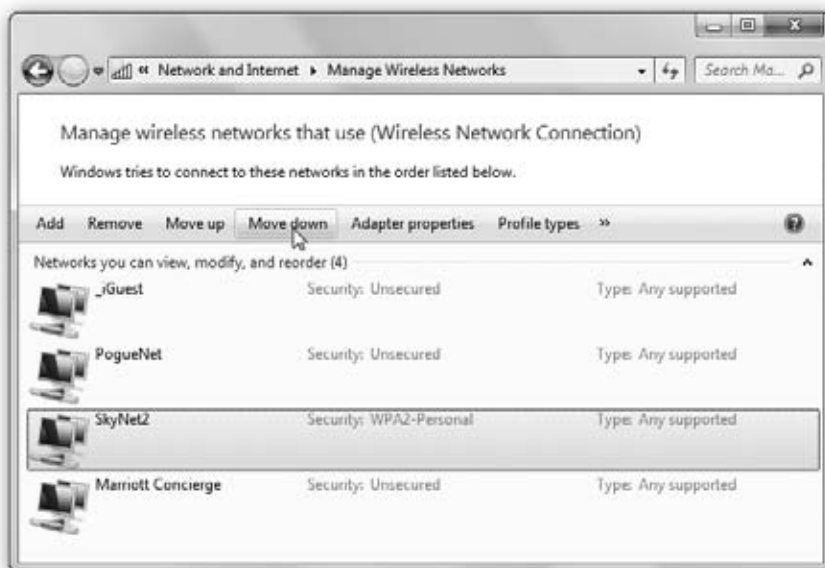 « Network and Internet ▸ Manage Wireless Networks Search Ma...
Manage wireless networks that use (Wireless Network Connection)
Windows tries to connect to these networks in the order listed below.
Add Remove Move up Move down Adapter properties Profile types »
Networks you can view, modify, and reorder (4)
_iGuest Security: Unsecured Type: Any supported
PogueNet Security: Unsecured Type: Any supported
SkyNet2 Security: WPA2-Personal Type: Any supported
Marriott Concierge Security: Unsecured Type: Any supported